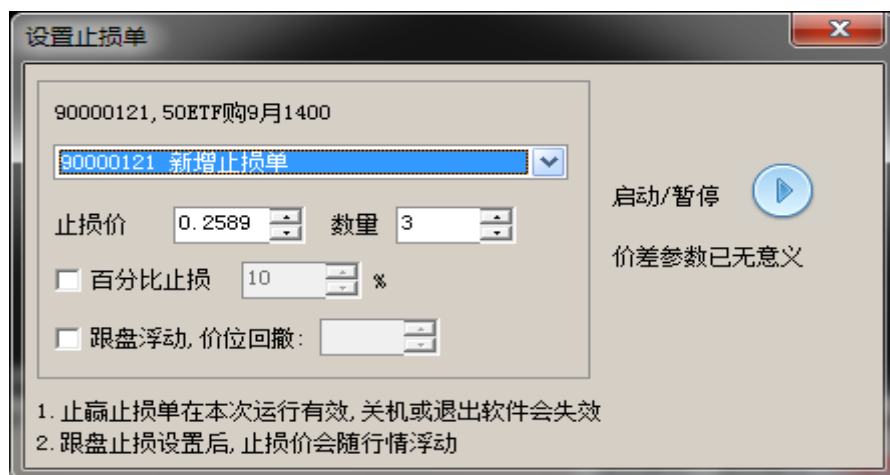 设置止损单
90000121,50ETF购9月1400
90000121 新增止损单
止损价 0.2589 数量 3
百分比止损 10 %
跟盘浮动,价位回撤:
启动/暂停
价差参数已无意义
1. 止赢止损单在本次运行有效,关机或退出软件会失效
2. 跟盘止损设置后,止损价会随行情浮动